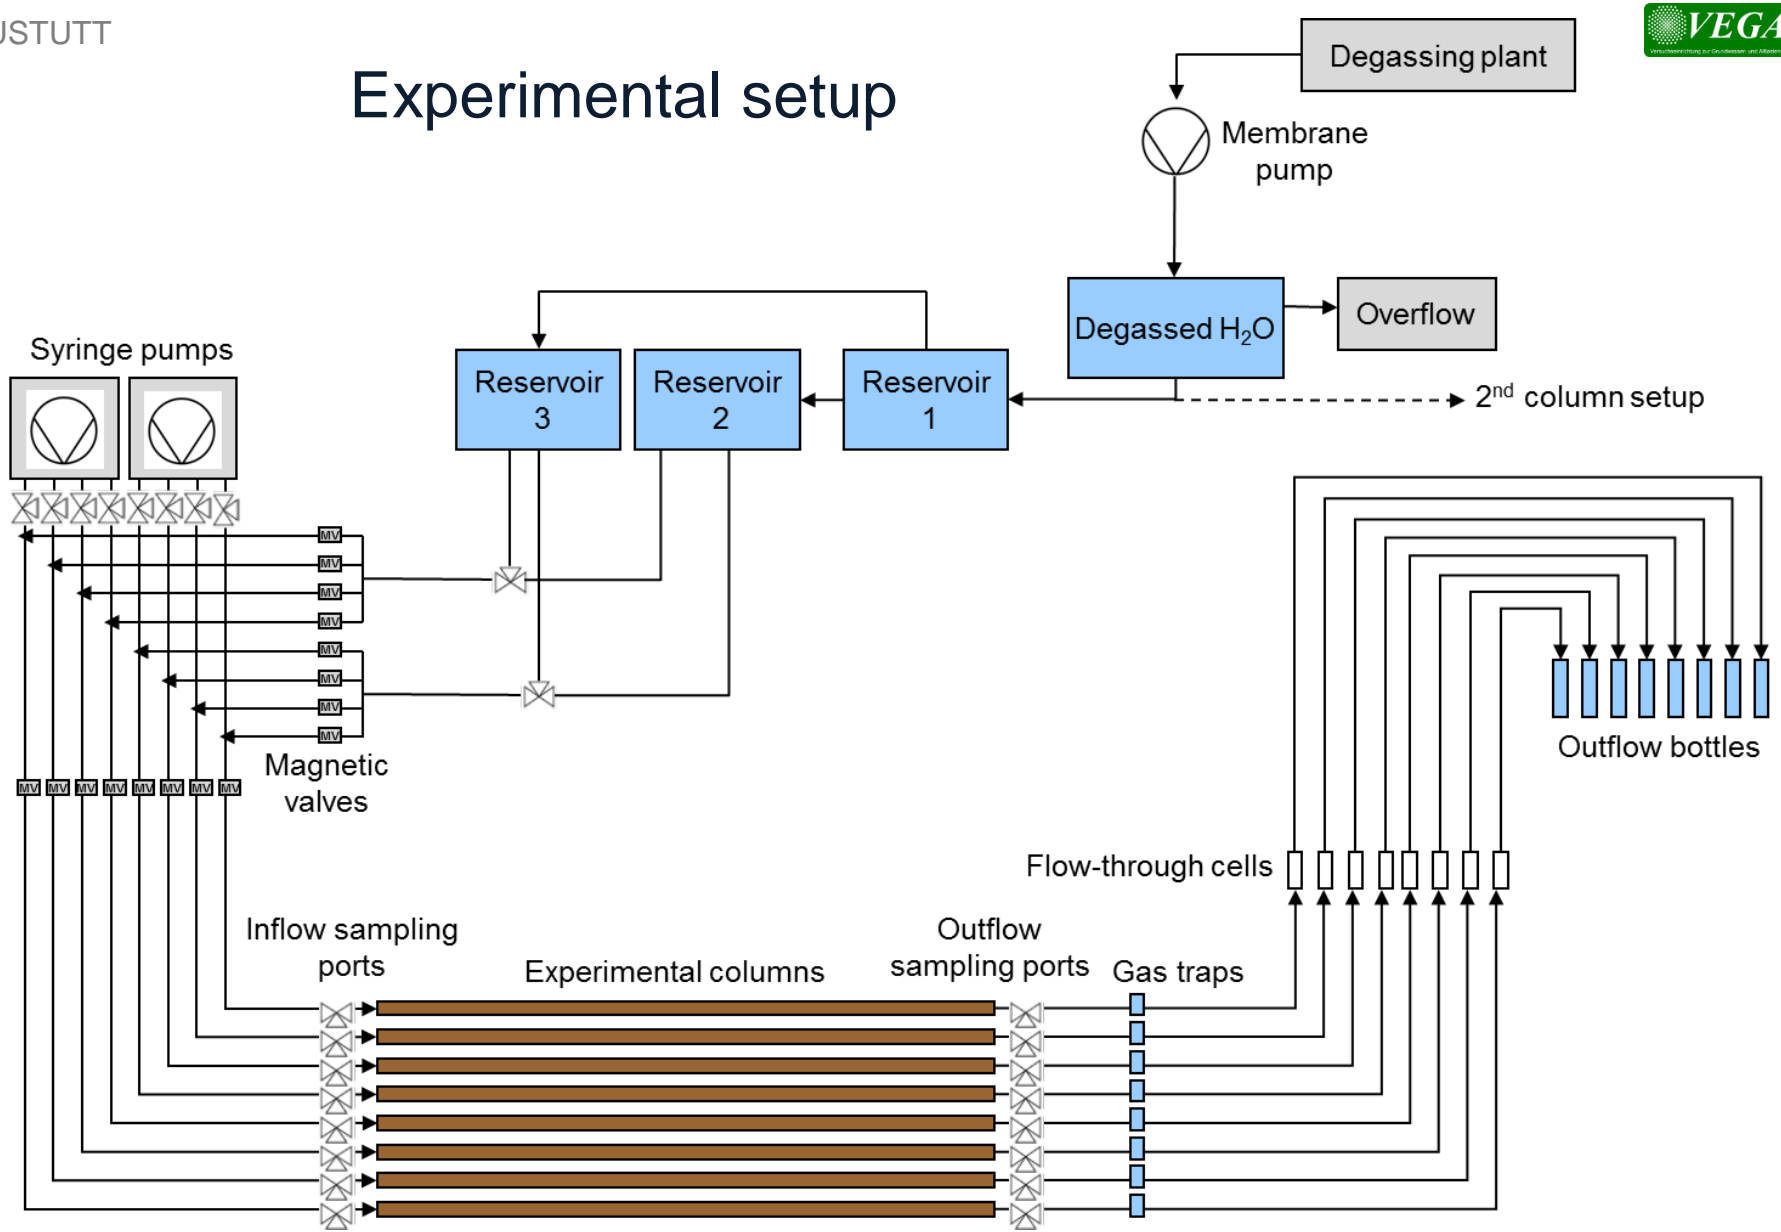 USTUTT
VEGA
Experimental setup
Degassing plant
Membrane
pump
Degassed H₂O
Overflow
2nd column setup
Syringe pumps
Reservoir
3
Reservoir
2
Reservoir
1
MV
MV
MV
MV
MV
MV
MV
MV
Magnetic
valves
MV MV MV MV MV MV MV MV
Outflow bottles
Flow-through cells
Inflow sampling
ports
Experimental columns
Outflow
sampling ports
Gas traps